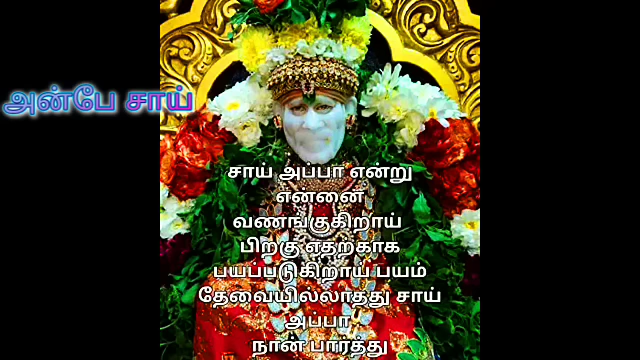 அன்பே சாய்
சாய் அப்பா என்று
என்னை
வணங்குகிறாய்
பிறகு எதற்காக
பயப்படுகிறாய் பயம்
தேவையில்லாதது சாய்
அப்பா
நான் பார்த்து